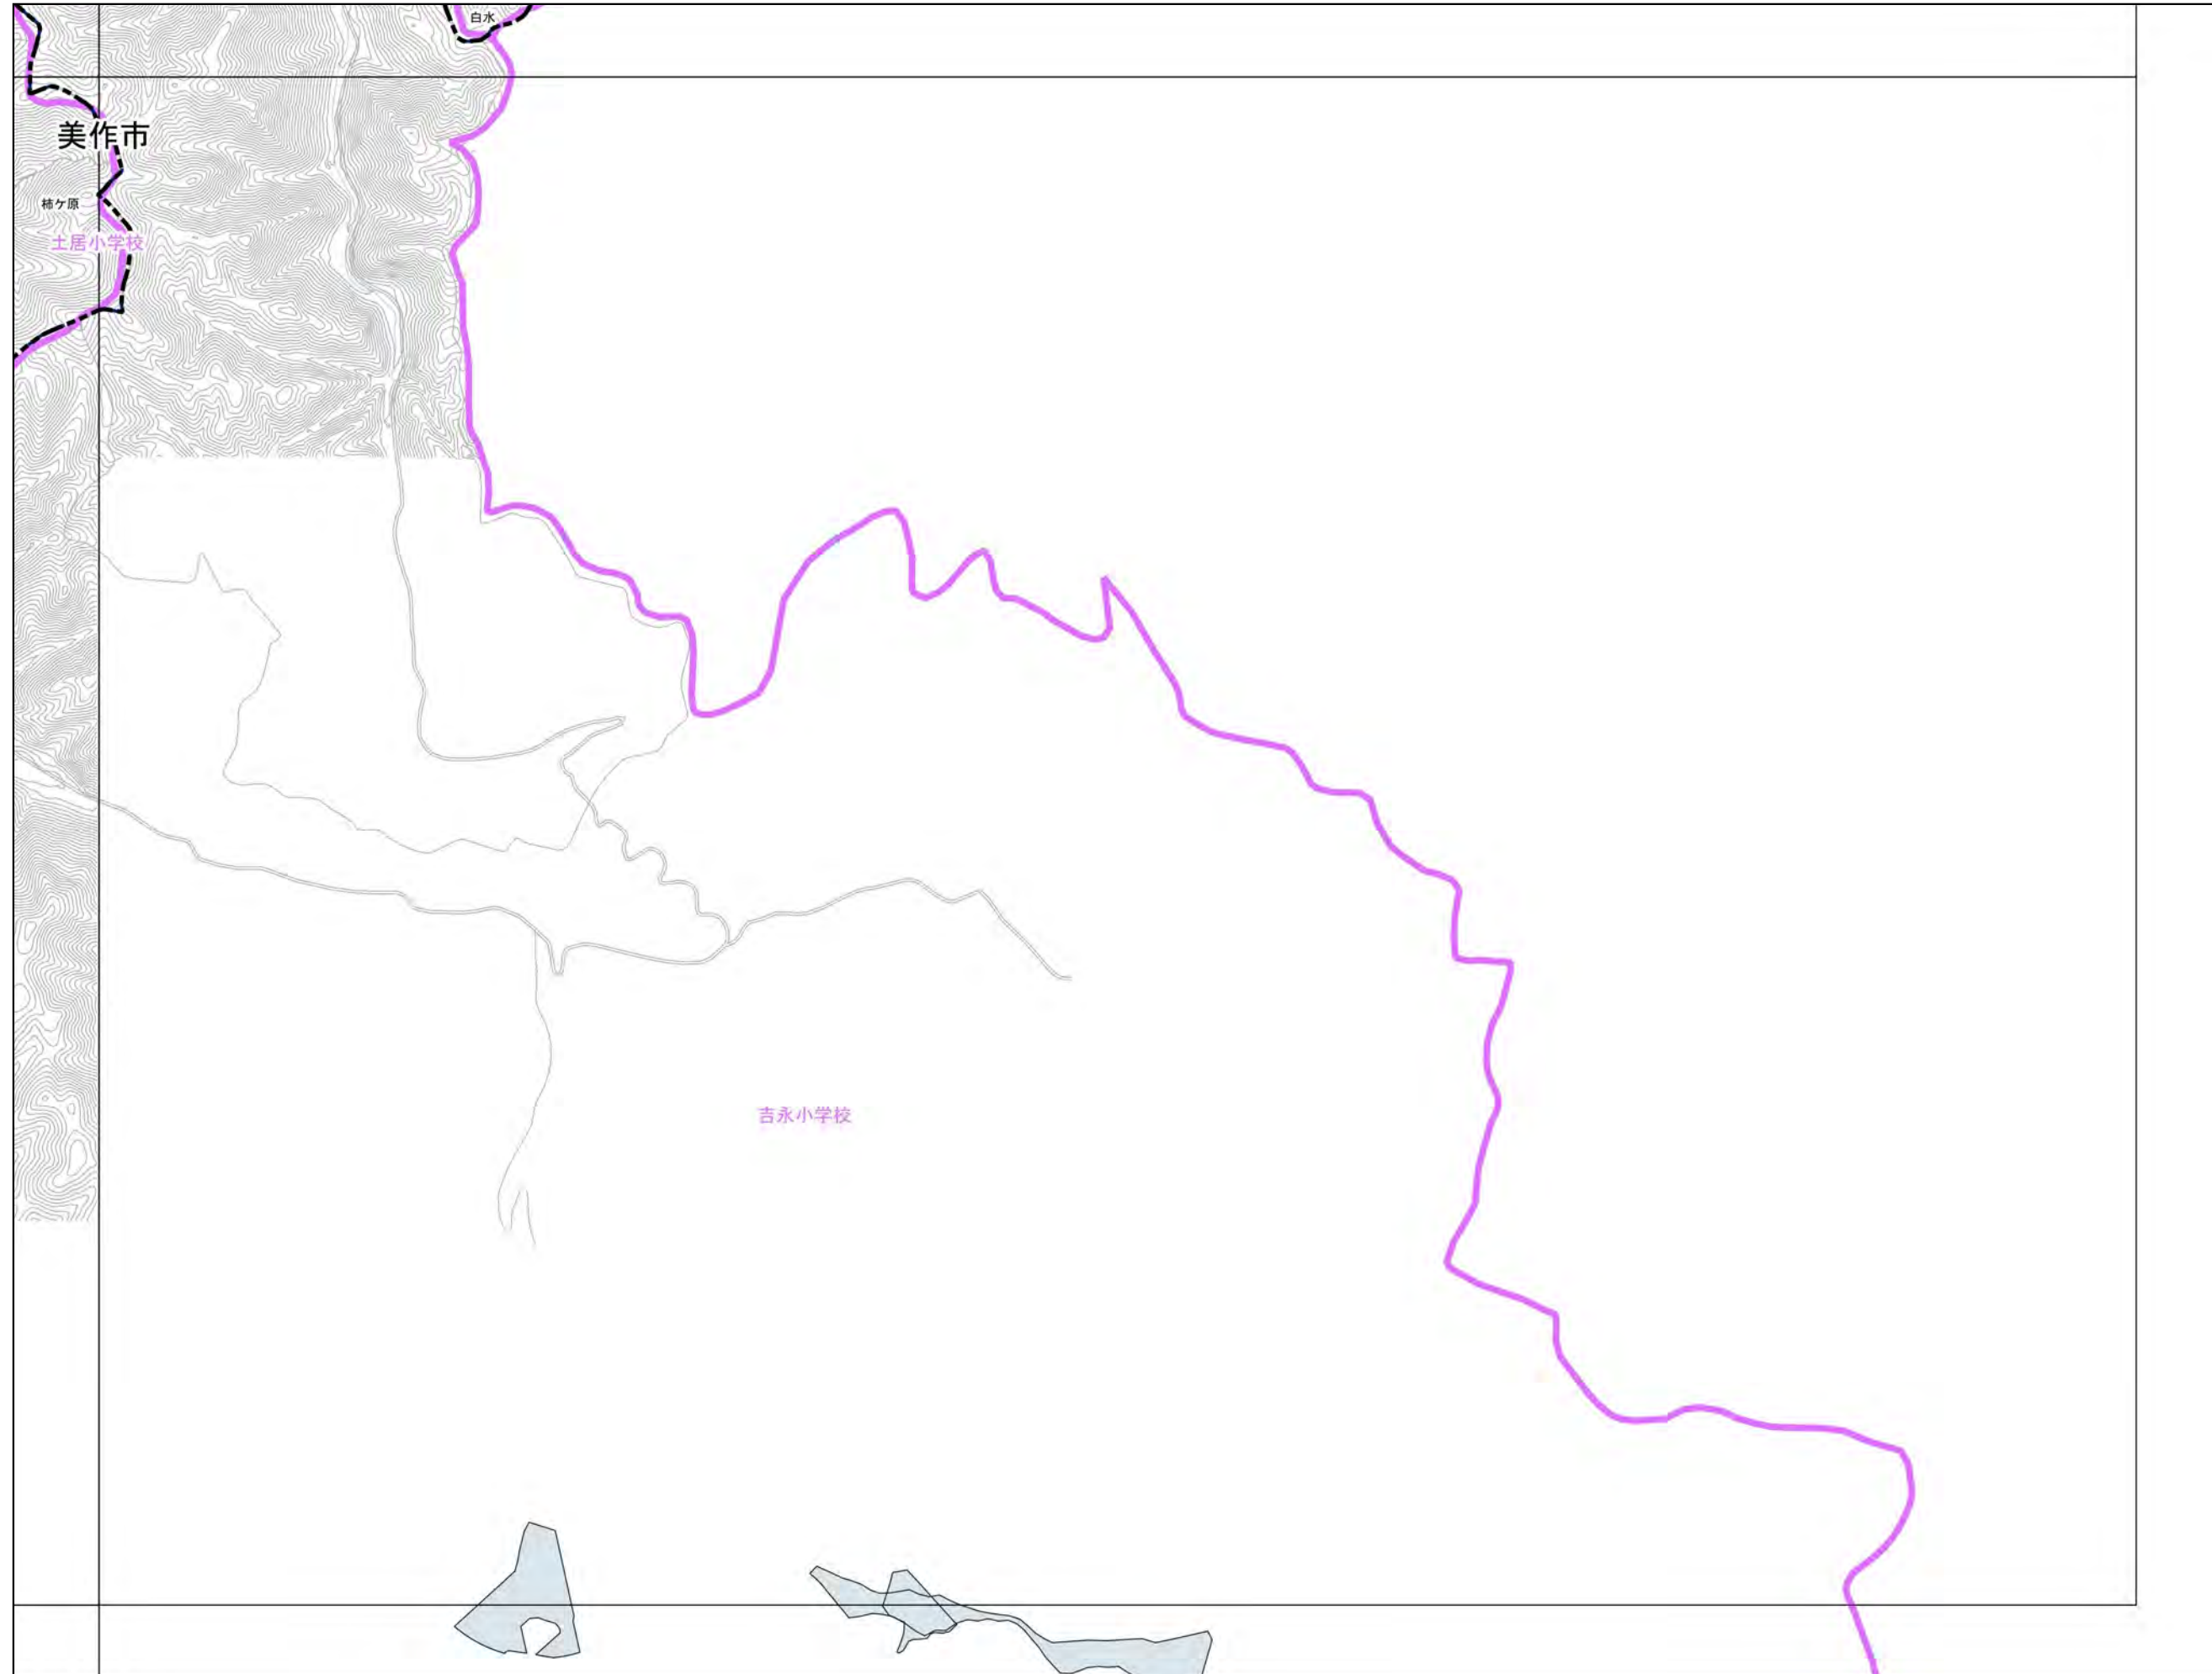 白水
美作市
柿ケ原
土居小学校
吉永小学校